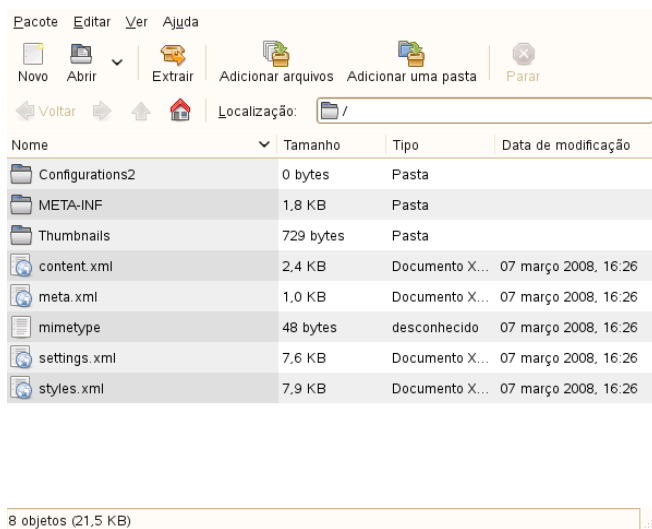 Pacote Editar Ver Ajuda
Novo Abrir Extrair Adicionar arquivos Adicionar uma pasta Parar
Voltar Localização: /
Nome Tamanho Tipo Data de modificação
Configurations2 0 bytes Pasta
META-INF 1,8 KB Pasta
Thumbnails 729 bytes Pasta
content.xml 2,4 KB Documento X... 07 março 2008, 16:26
meta.xml 1,0 KB Documento X... 07 março 2008, 16:26
mimetype 48 bytes desconhecido 07 março 2008, 16:26
settings.xml 7,6 KB Documento X... 07 março 2008, 16:26
styles.xml 7,9 KB Documento X... 07 março 2008, 16:26
8 objetos (21,5 KB)